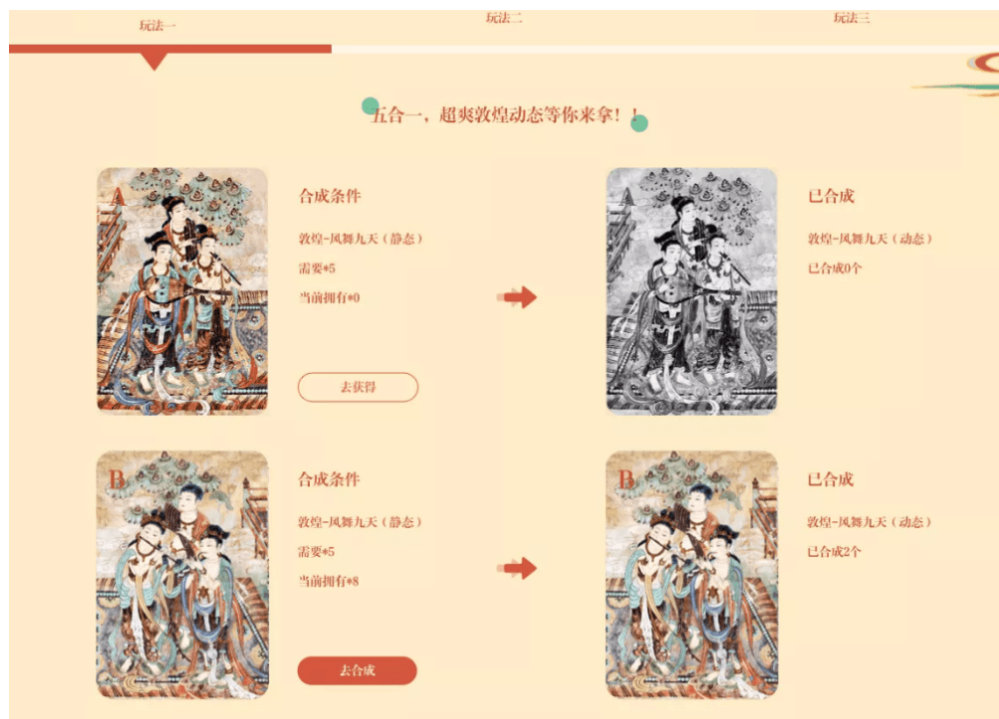 玩法一
玩法二
玩法三
五合一，超爽敦煌动态等你来拿！！
A
合成条件
敦煌-风舞九天（静态）
需要*5
当前拥有*0
去获得
已合成
敦煌-风舞九天（动态）
已合成0个
B
合成条件
敦煌-风舞九天（静态）
需要*5
当前拥有*8
去合成
B
已合成
敦煌-风舞九天（动态）
已合成2个